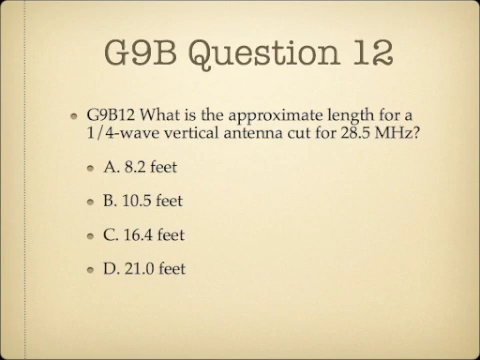 G9B Question 12
G9B12 What is the approximate length for a
1/4-wave vertical antenna cut for 28.5 MHz?
A. 8.2 feet
B. 10.5 feet
C. 16.4 feet
D. 21.0 feet